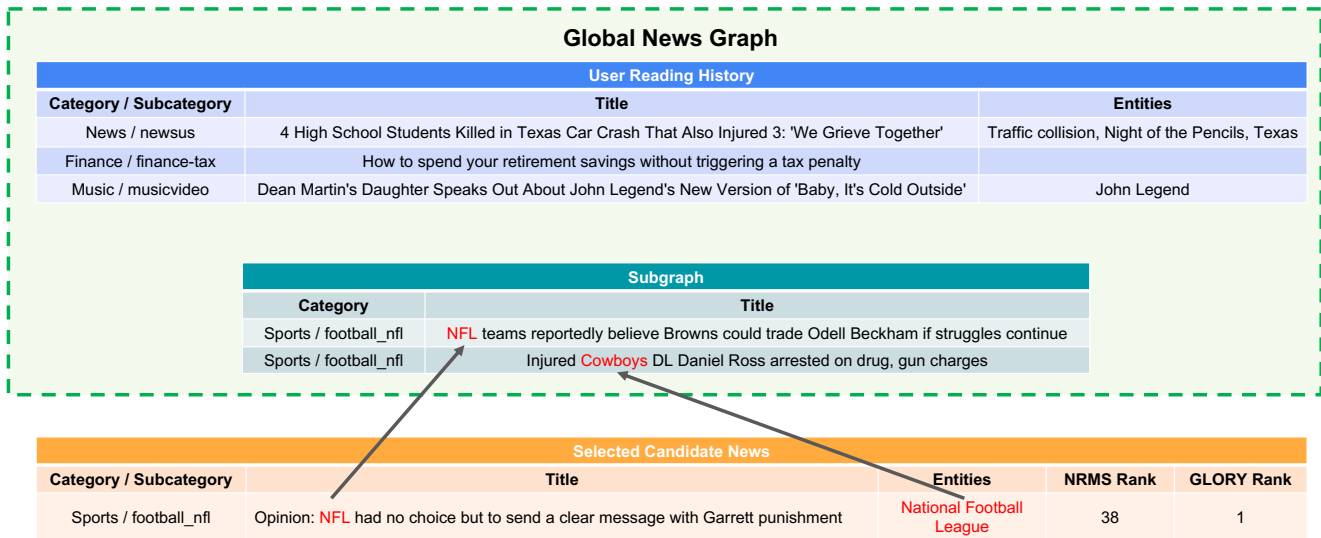 Global News Graph
User Reading History
Category / Subcategory Title Entities
News / newsus 4 High School Students Killed in Texas Car Crash That Also Injured 3: 'We Grieve Together' Traffic collision, Night of the Pencils, Texas
Finance / finance-tax How to spend your retirement savings without triggering a tax penalty
Music / musicvideo Dean Martin's Daughter Speaks Out About John Legend's New Version of 'Baby, It's Cold Outside' John Legend
Subgraph
Category Title
Sports / football_nfl NFL teams reportedly believe Browns could trade Odell Beckham if struggles continue
Sports / football_nfl Injured Cowboys DL Daniel Ross arrested on drug, gun charges
Selected Candidate News
Category / Subcategory Title Entities NRMS Rank GLORY Rank
Sports / football_nfl Opinion: NFL had no choice but to send a clear message with Garrett punishment National Football League 38 1